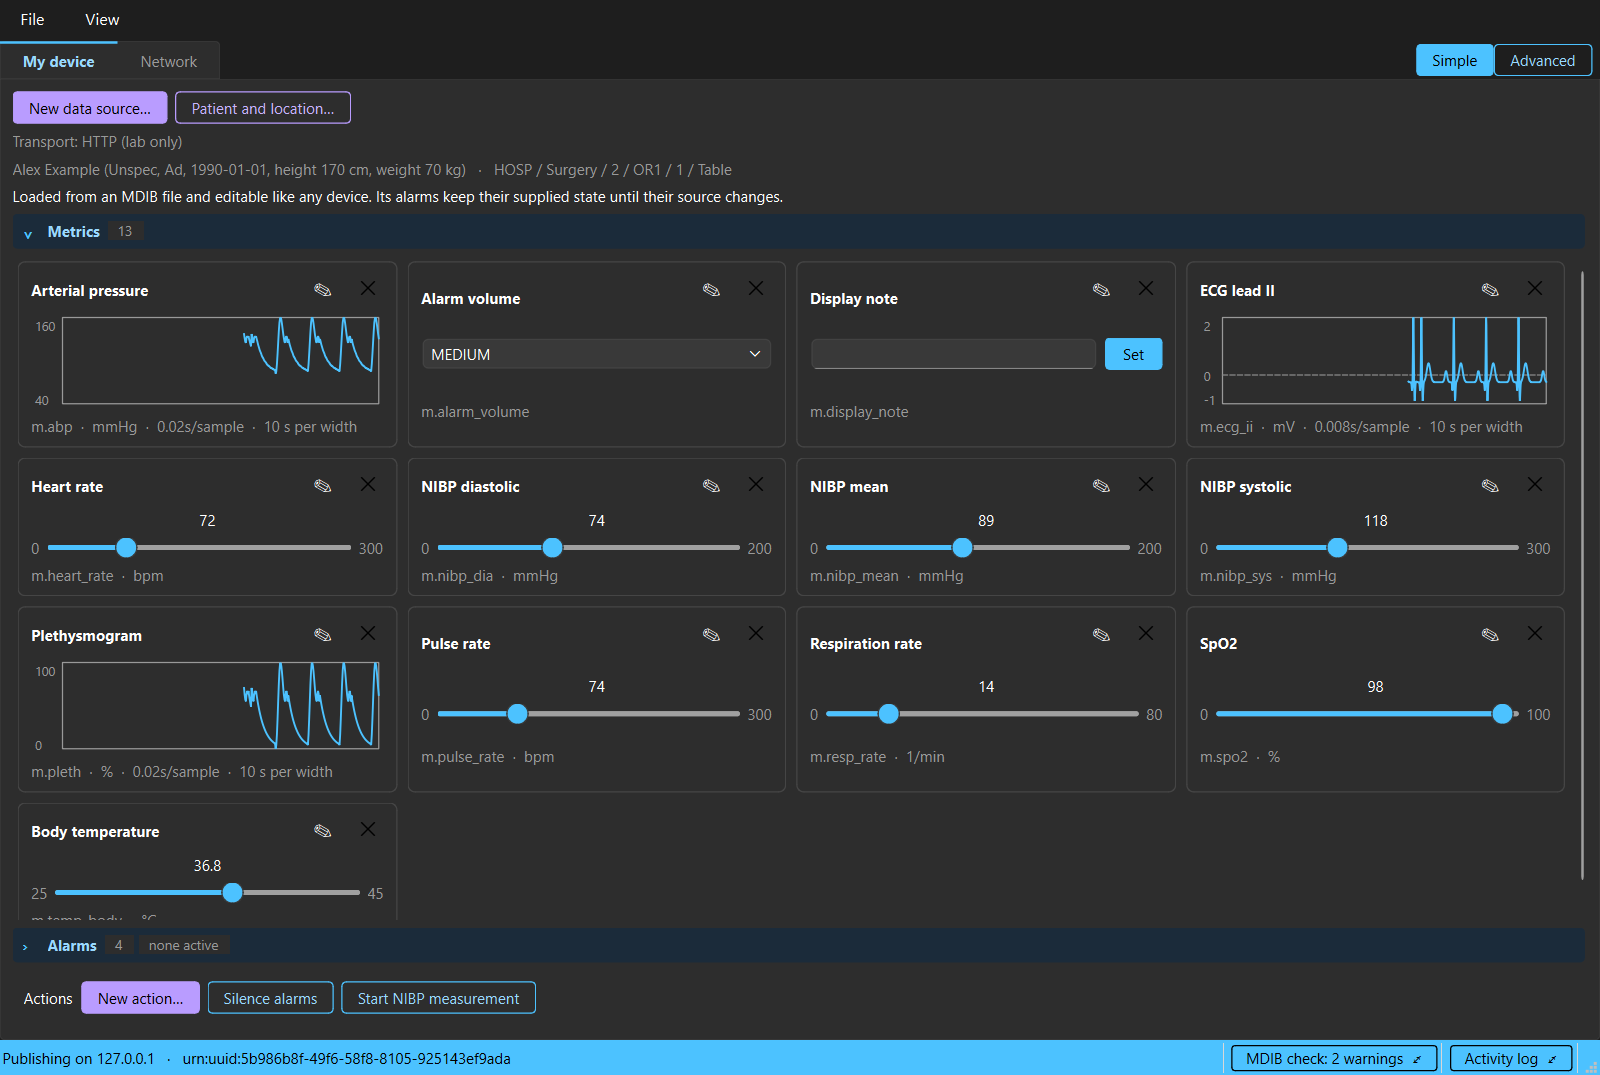 File View
My device Network Simple Advanced
New data source... Patient and location...
Transport: HTTP (lab only)
Alex Example (Unspec, Ad, 1990-01-01, height 170 cm, weight 70 kg) · HOSP / Surgery / 2 / OR1 / 1 / Table
Loaded from an MDIB file and editable like any device. Its alarms keep their supplied state until their source changes.
Metrics 13
Arterial pressure
160
40
m.abp · mmHg · 0.02s/sample · 10 s per width
Alarm volume
MEDIUM
m.alarm_volume
Display note
Set
m.display_note
ECG lead II
2
0
-1
m.ecg_ii · mV · 0.008s/sample · 10 s per width
Heart rate
72
0 300
m.heart_rate · bpm
NIBP diastolic
74
0 200
m.nibp_dia · mmHg
NIBP mean
89
0 200
m.nibp_mean · mmHg
NIBP systolic
118
0 300
m.nibp_sys · mmHg
Plethysmogram
100
0
m.pleth · % · 0.02s/sample · 10 s per width
Pulse rate
74
0 300
m.pulse_rate · bpm
Respiration rate
14
0 80
m.resp_rate · 1/min
SpO2
98
0 100
m.spo2 · %
Body temperature
36.8
25 45
m.temp_body · °C
Alarms 4 none active
Actions New action... Silence alarms Start NIBP measurement
Publishing on 127.0.0.1 · urn:uuid:5b986b8f-49f6-58f8-8105-925143ef9ada MDIB check: 2 warnings Activity log